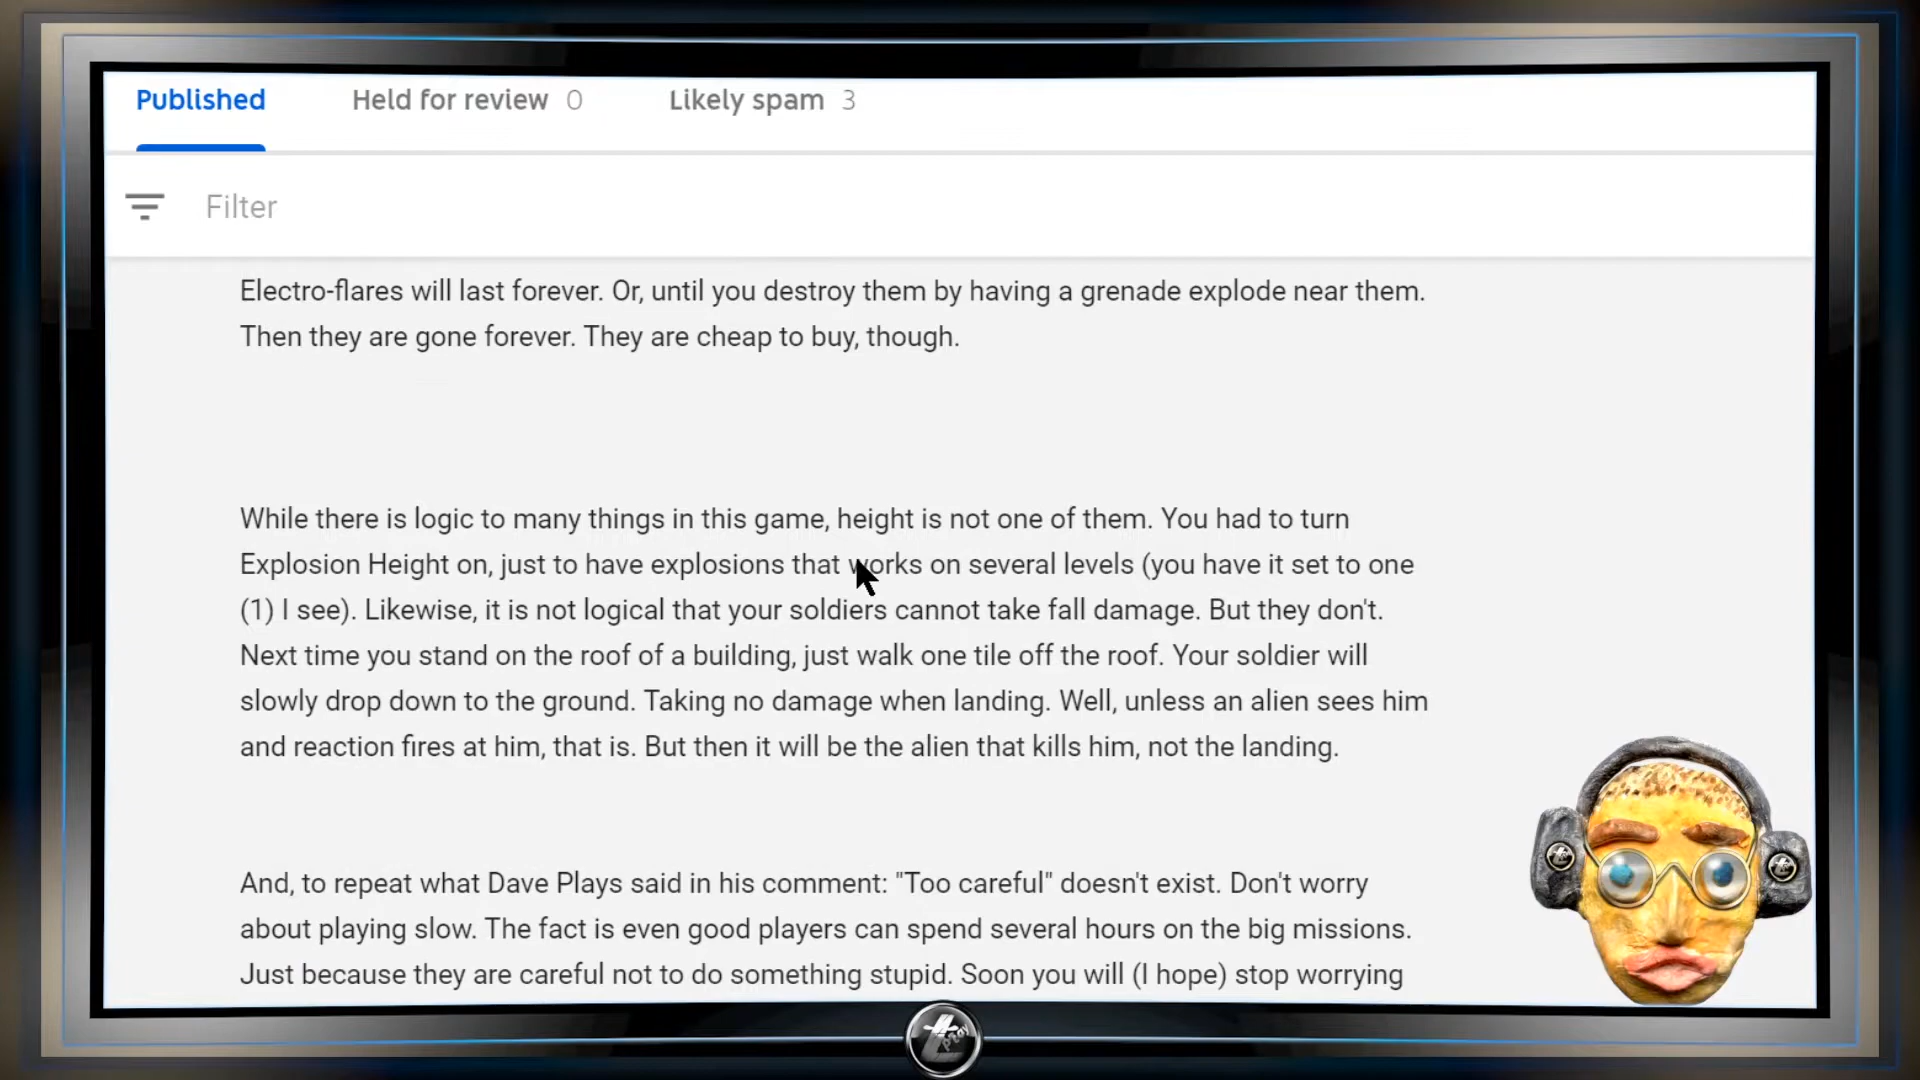 Published Held for review 0 Likely spam 3
Filter
Electro-flares will last forever. Or, until you destroy them by having a grenade explode near them.
Then they are gone forever. They are cheap to buy, though.
While there is logic to many things in this game, height is not one of them. You had to turn
Explosion Height on, just to have explosions that works on several levels (you have it set to one
(1) I see). Likewise, it is not logical that your soldiers cannot take fall damage. But they don't.
Next time you stand on the roof of a building, just walk one tile off the roof. Your soldier will
slowly drop down to the ground. Taking no damage when landing. Well, unless an alien sees him
and reaction fires at him, that is. But then it will be the alien that kills him, not the landing.
And, to repeat what Dave Plays said in his comment: "Too careful" doesn't exist. Don't worry
about playing slow. The fact is even good players can spend several hours on the big missions.
Just because they are careful not to do something stupid. Soon you will (I hope) stop worrying